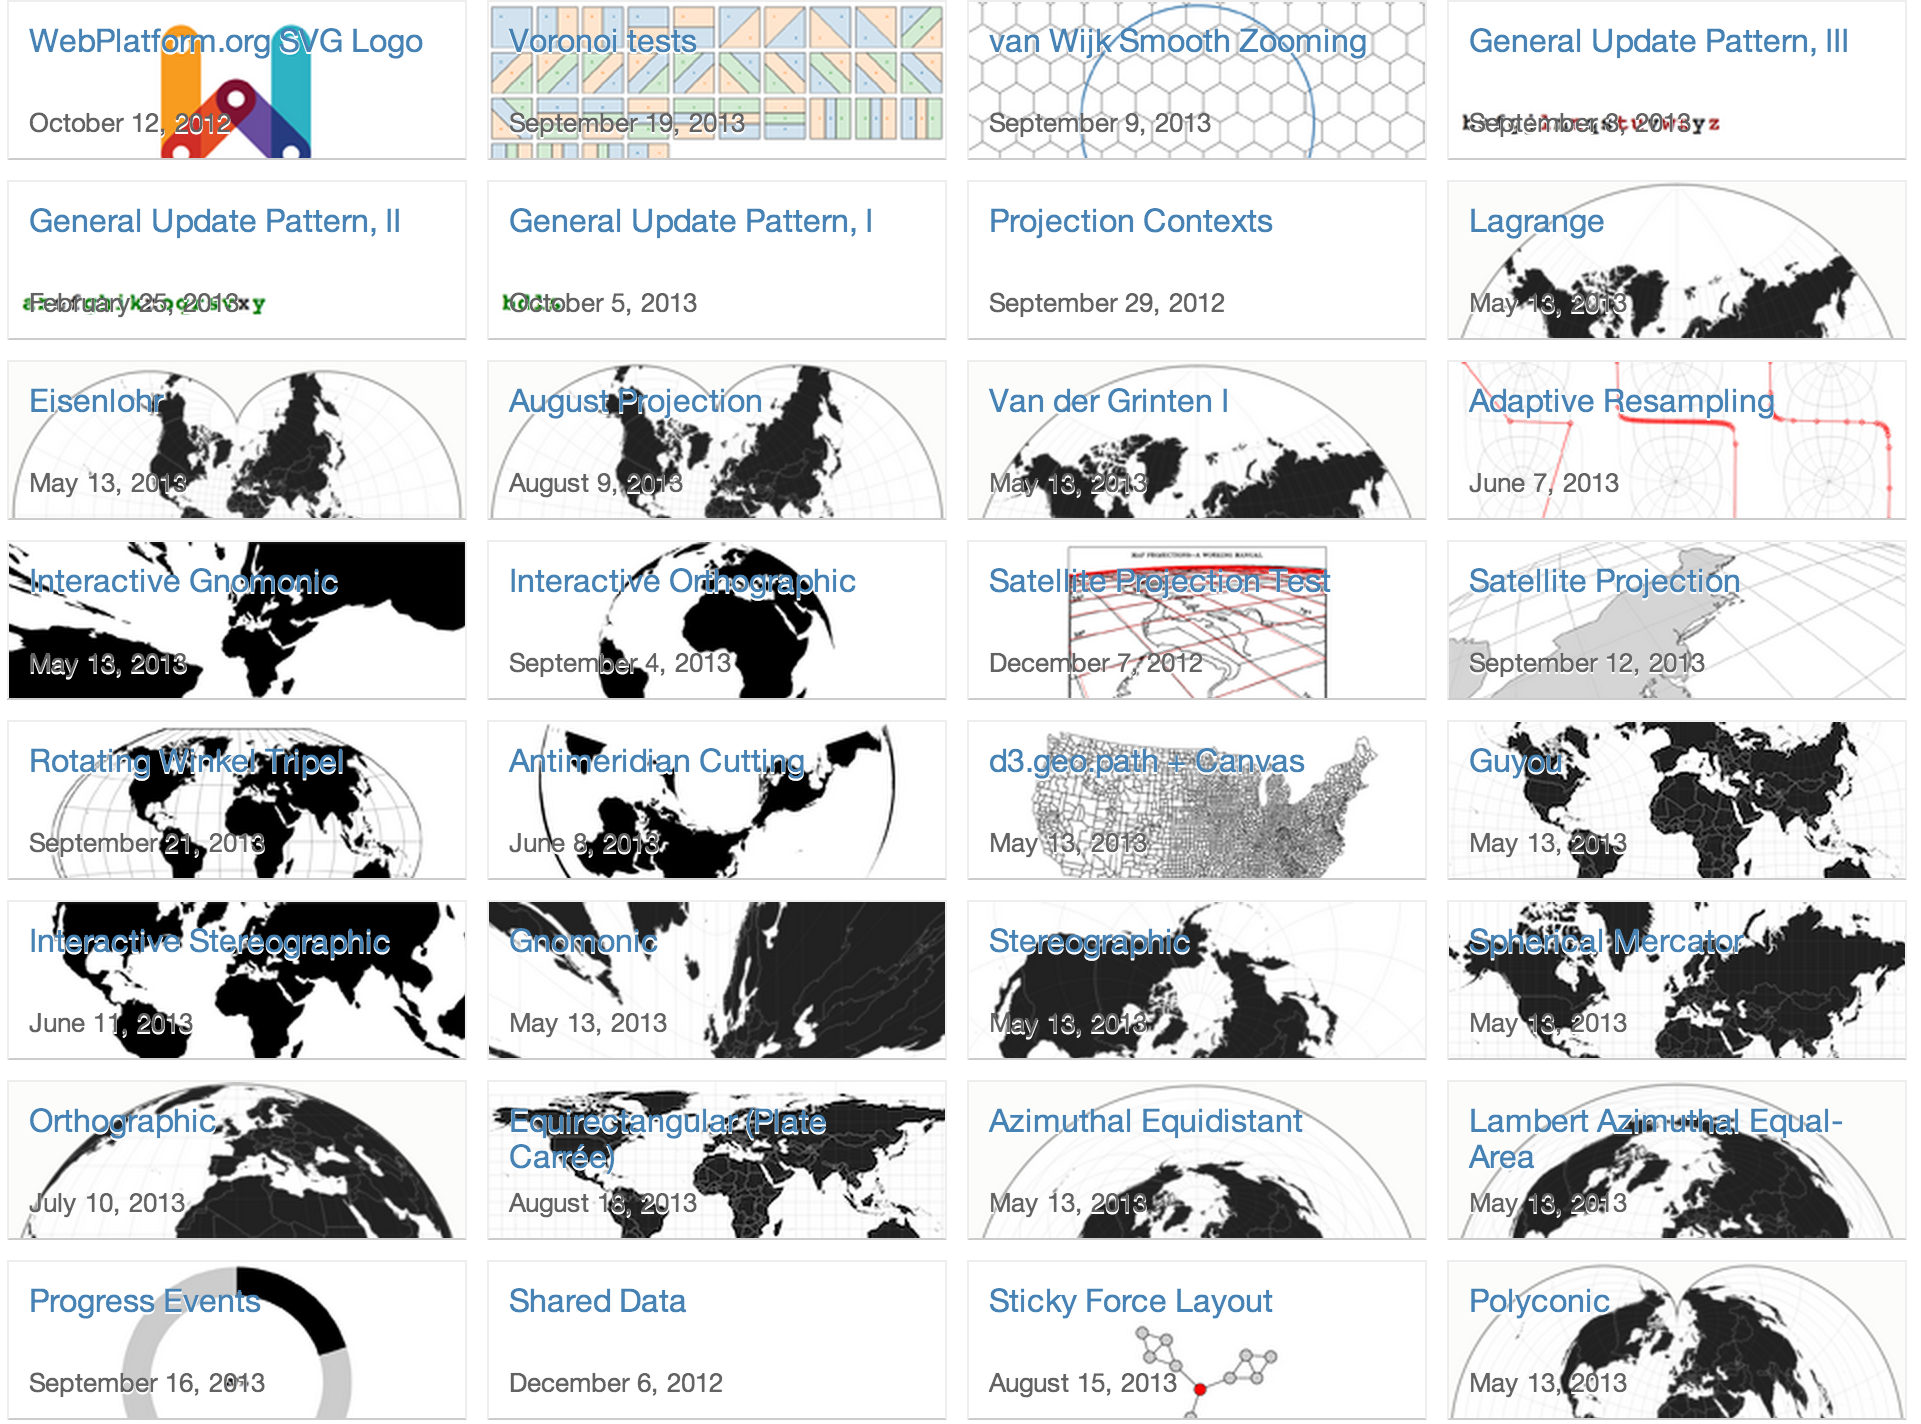 WebPlatform.org SVG Logo
October 12, 2012
Voronoi tests
September 19, 2013
van Wijk Smooth Zooming
September 9, 2013
General Update Pattern, III
September 8, 2013
General Update Pattern, II
February 25, 2013
General Update Pattern, I
October 5, 2013
Projection Contexts
September 29, 2012
Lagrange
May 13, 2013
Eisenlohr
May 13, 2013
August Projection
August 9, 2013
Van der Grinten I
May 13, 2013
Adaptive Resampling
June 7, 2013
Interactive Gnomonic
May 13, 2013
Interactive Orthographic
September 4, 2013
MAP PROJECTIONS—A WORKING MANUAL
Satellite Projection Test
December 7, 2012
Satellite Projection
September 12, 2013
Rotating Winkel Tripel
September 21, 2013
Antimeridian Cutting
June 8, 2013
d3.geo.path + Canvas
May 13, 2013
Guyou
May 13, 2013
Interactive Stereographic
June 11, 2013
Gnomonic
May 13, 2013
Stereographic
May 13, 2013
Spherical Mercator
May 13, 2013
Orthographic
July 10, 2013
Equirectangular (Plate
Carrée)
August 18, 2013
Azimuthal Equidistant
May 13, 2013
Lambert Azimuthal Equal-
Area
May 13, 2013
Progress Events
September 16, 2013
Shared Data
December 6, 2012
Sticky Force Layout
August 15, 2013
Polyconic
May 13, 2013